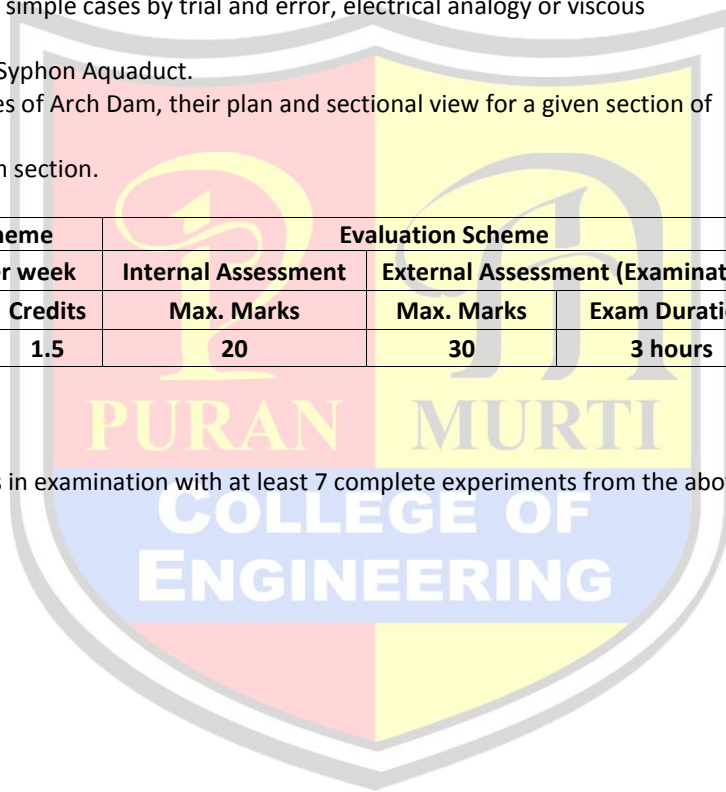 simple cases by trial and error, electrical analogy or viscous
Syphon Aquaduct.
es of Arch Dam, their plan and sectional view for a given section of
section.
heme Evaluation Scheme
er week Internal Assessment External Assessment (Examinat
Credits Max. Marks Max. Marks Exam Durati
1.5 20 30 3 hours
PURAN MURTI
s in examination with at least 7 complete experiments from the abo
COLLEGE OF
ENGINEERING